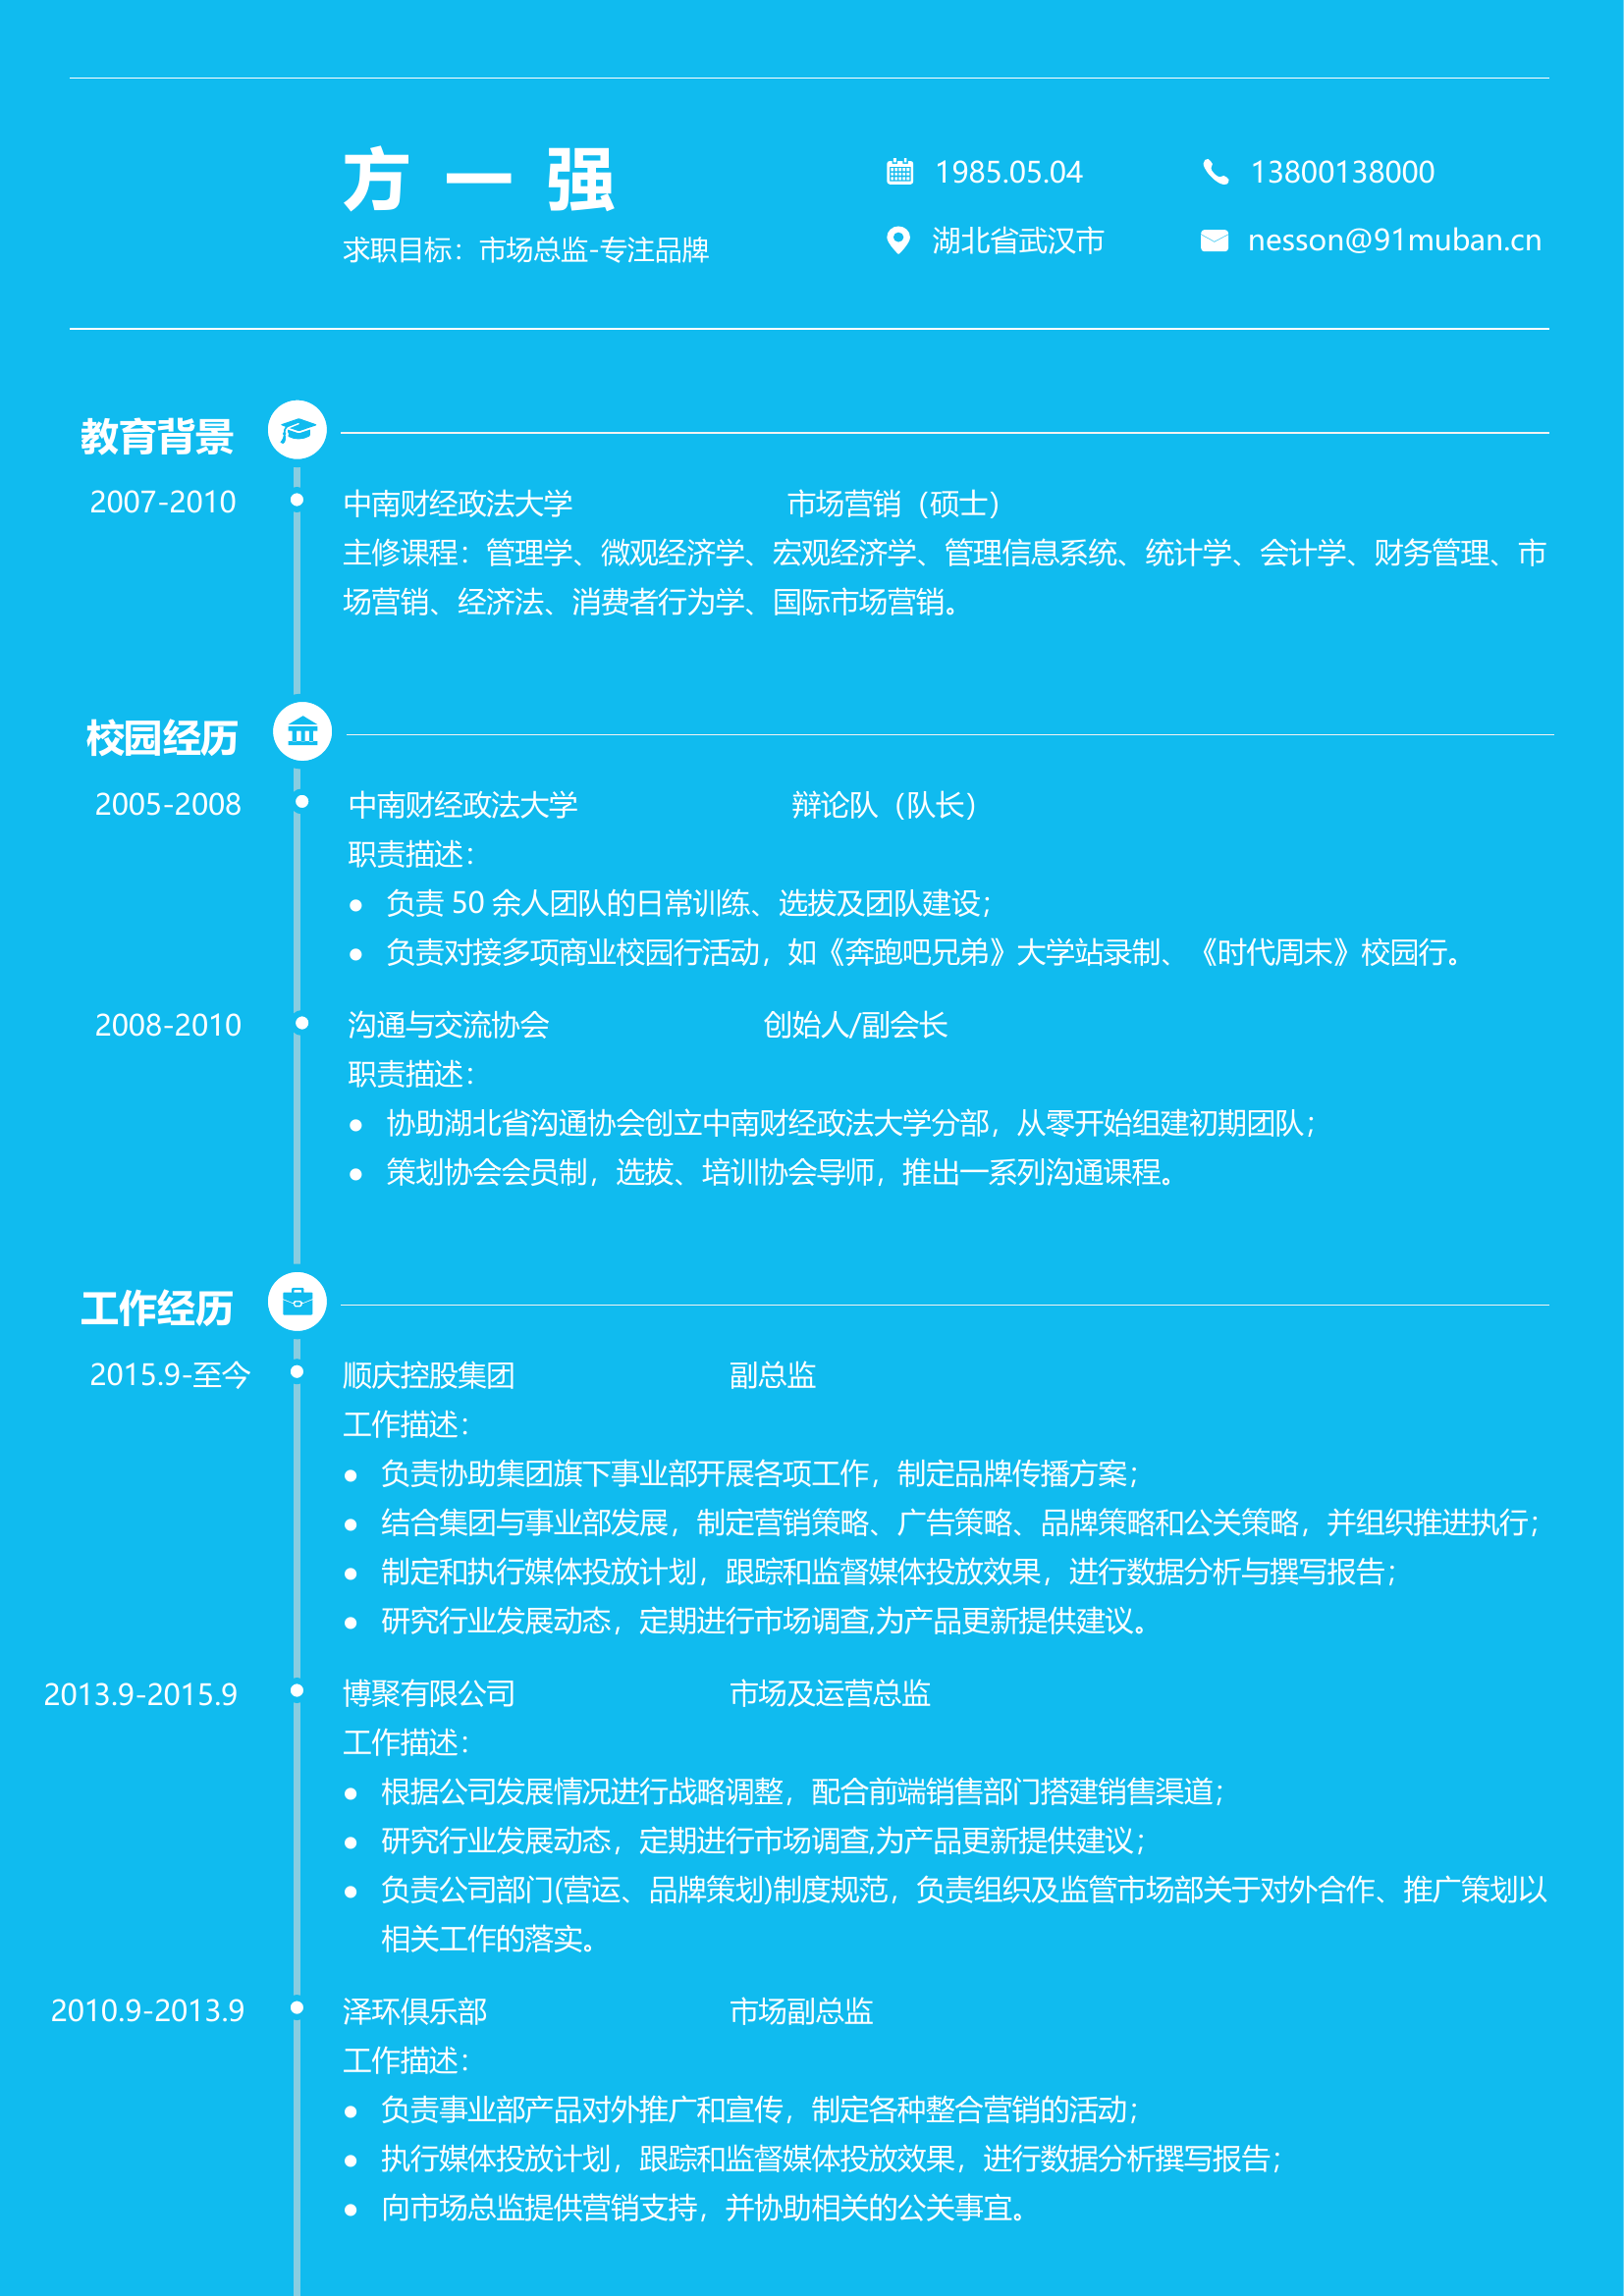 方一强
求职目标：市场总监-专注品牌
1985.05.04
13800138000
湖北省武汉市
nesson@91muban.cn
教育背景
2007-2010 中南财经政法大学 市场营销（硕士）
主修课程：管理学、微观经济学、宏观经济学、管理信息系统、统计学、会计学、财务管理、市
场营销、经济法、消费者行为学、国际市场营销。
校园经历
2005-2008 中南财经政法大学 辩论队（队长）
职责描述：
● 负责 50 余人团队的日常训练、选拔及团队建设；
● 负责对接多项商业校园行活动，如《奔跑吧兄弟》大学站录制、《时代周末》校园行。
2008-2010 沟通与交流协会 创始人/副会长
职责描述：
● 协助湖北省沟通协会创立中南财经政法大学分部，从零开始组建初期团队；
● 策划协会会员制，选拔、培训协会导师，推出一系列沟通课程。
工作经历
2015.9-至今 顺庆控股集团 副总监
工作描述：
● 负责协助集团旗下事业部开展各项工作，制定品牌传播方案；
● 结合集团与事业部发展，制定营销策略、广告策略、品牌策略和公关策略，并组织推进执行；
● 制定和执行媒体投放计划，跟踪和监督媒体投放效果，进行数据分析与撰写报告；
● 研究行业发展动态，定期进行市场调查,为产品更新提供建议。
2013.9-2015.9 博聚有限公司 市场及运营总监
工作描述：
● 根据公司发展情况进行战略调整，配合前端销售部门搭建销售渠道；
● 研究行业发展动态，定期进行市场调查,为产品更新提供建议；
● 负责公司部门(营运、品牌策划)制度规范，负责组织及监管市场部关于对外合作、推广策划以
相关工作的落实。
2010.9-2013.9 泽环俱乐部 市场副总监
工作描述：
● 负责事业部产品对外推广和宣传，制定各种整合营销的活动；
● 执行媒体投放计划，跟踪和监督媒体投放效果，进行数据分析撰写报告；
● 向市场总监提供营销支持，并协助相关的公关事宜。